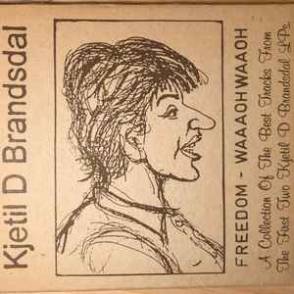 Kjetil D Brandsdal
FREEDOM - WAAAOHWAAOH
A Collection Of The Best Tracks From
The First Two Kjetil D Brandsdal LPs.